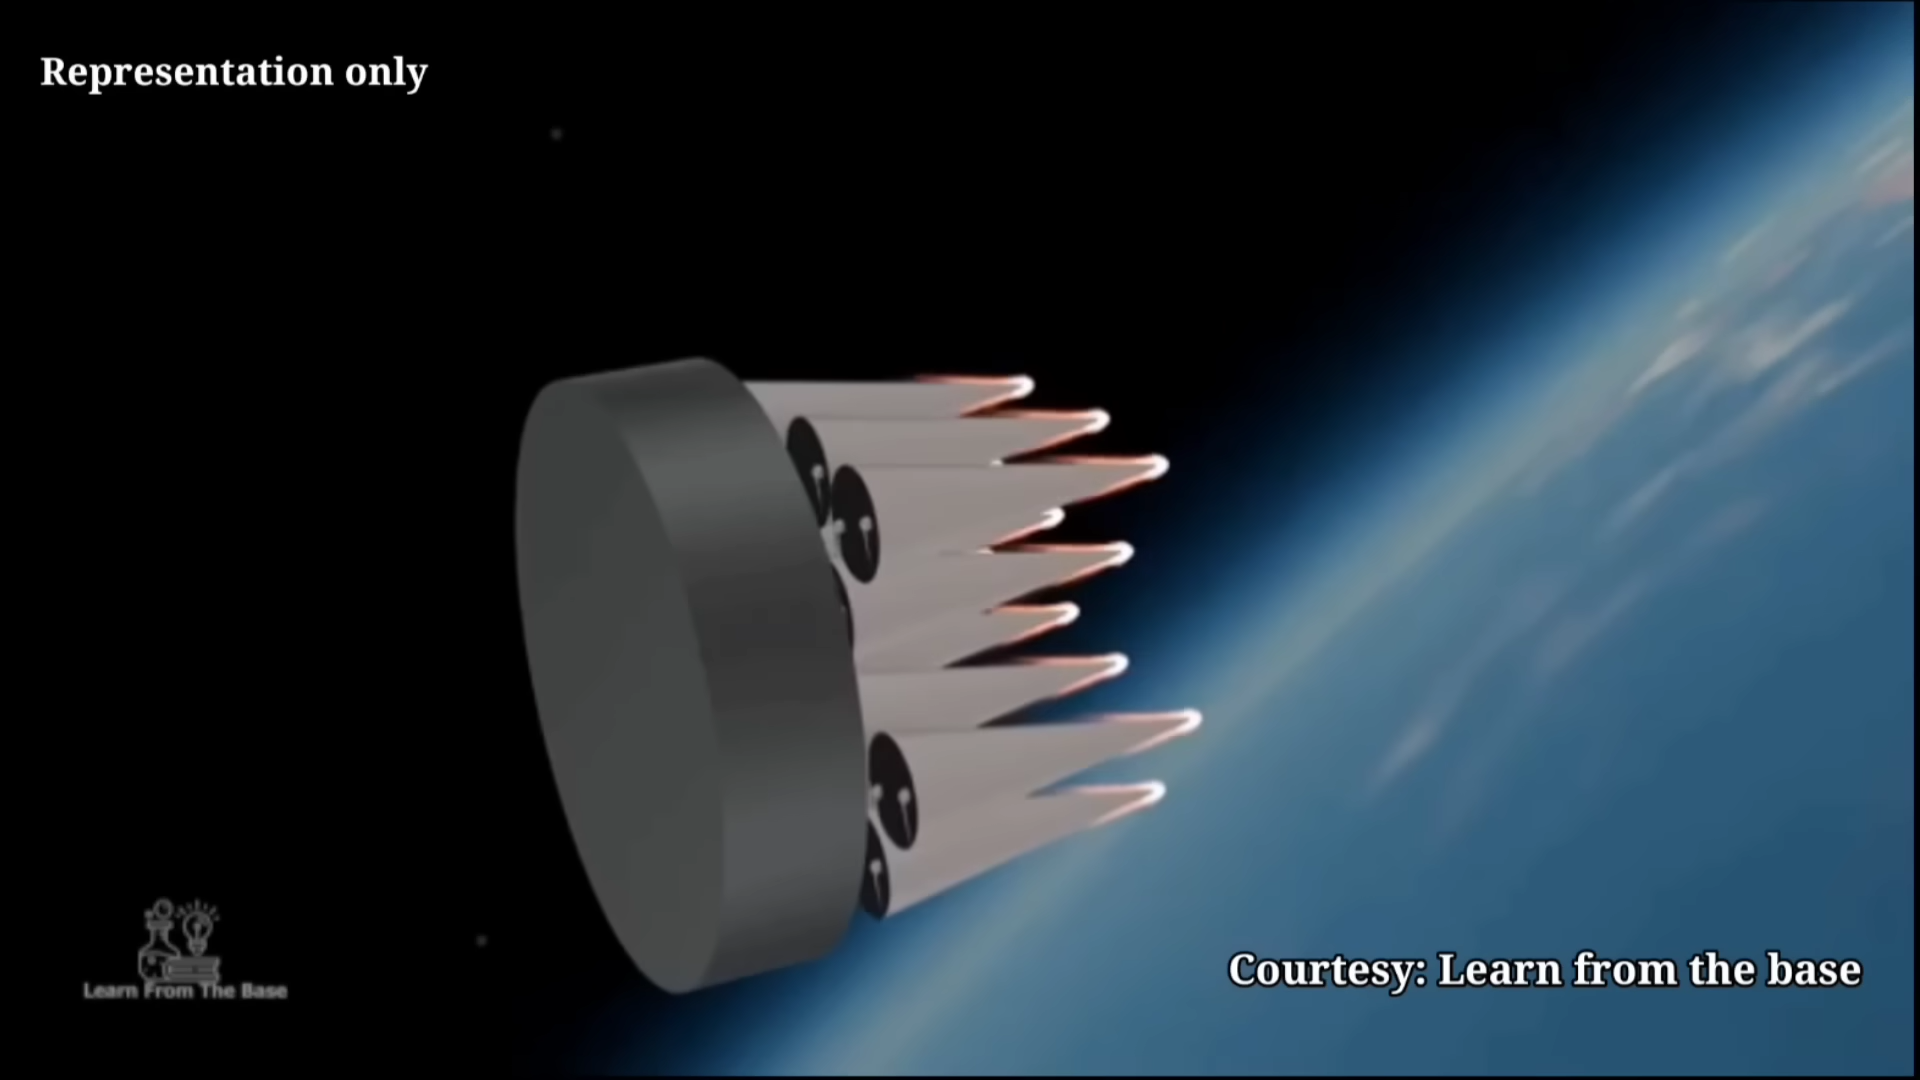 Representation only
Learn From The Base
Courtesy: Learn from the base